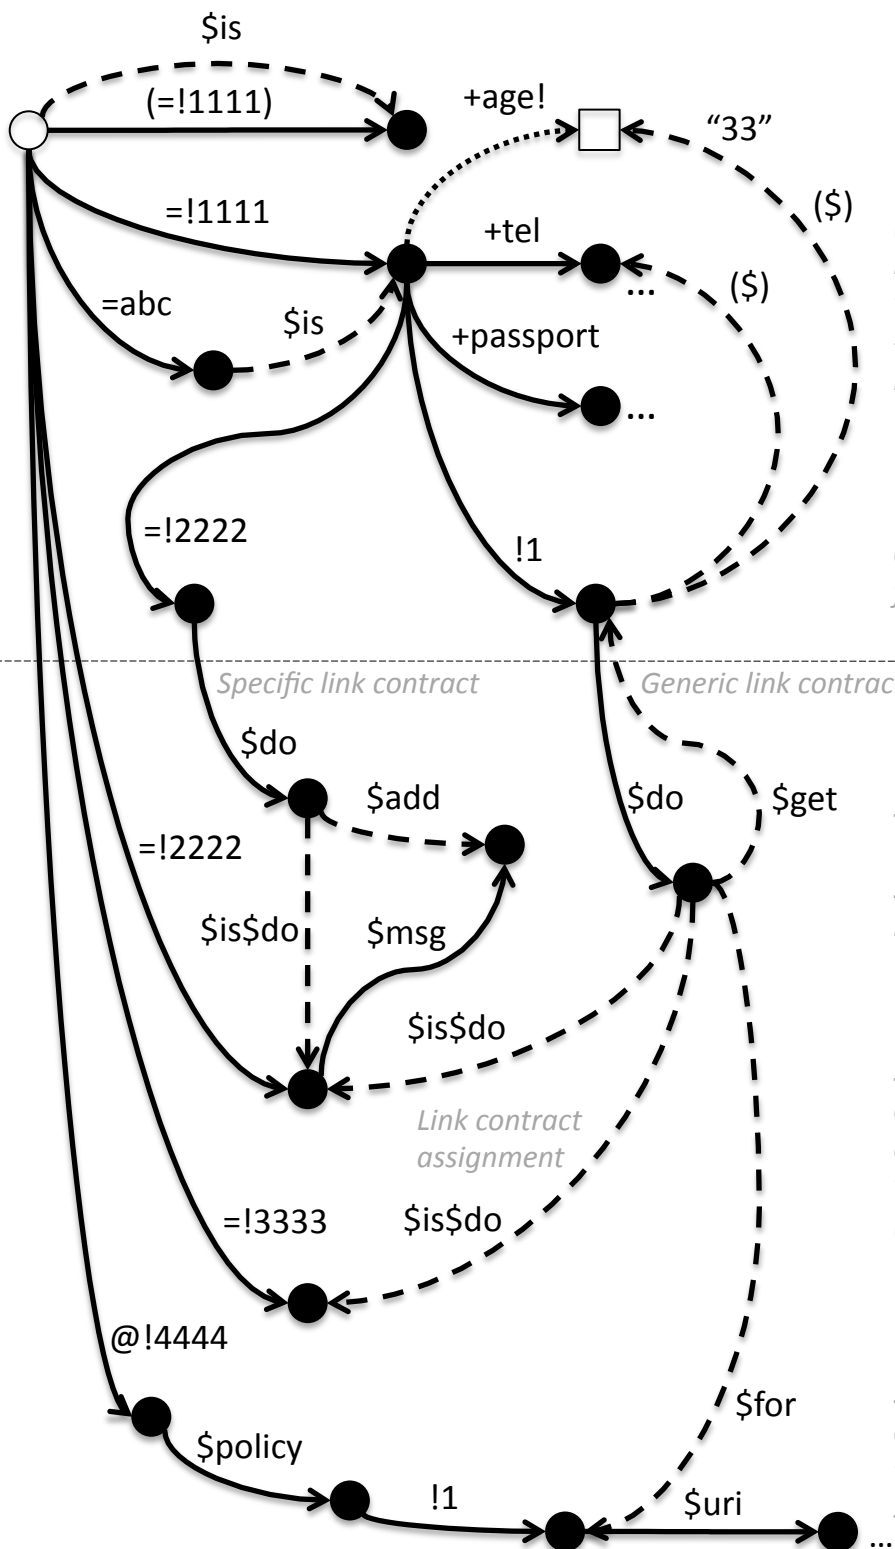 $is
(=!1111)
+age!
“33”
=!1111
($)
+tel
...
($)
=abc
$is
+passport
...
=!2222
!1
Specific link contract
Generic link contrac
$do
$add
$do
$get
=!2222
$is$do
$msg
$is$do
Link contract
assignment
=!3333
$is$do
@!4444
$for
$policy
!1
$uri
...